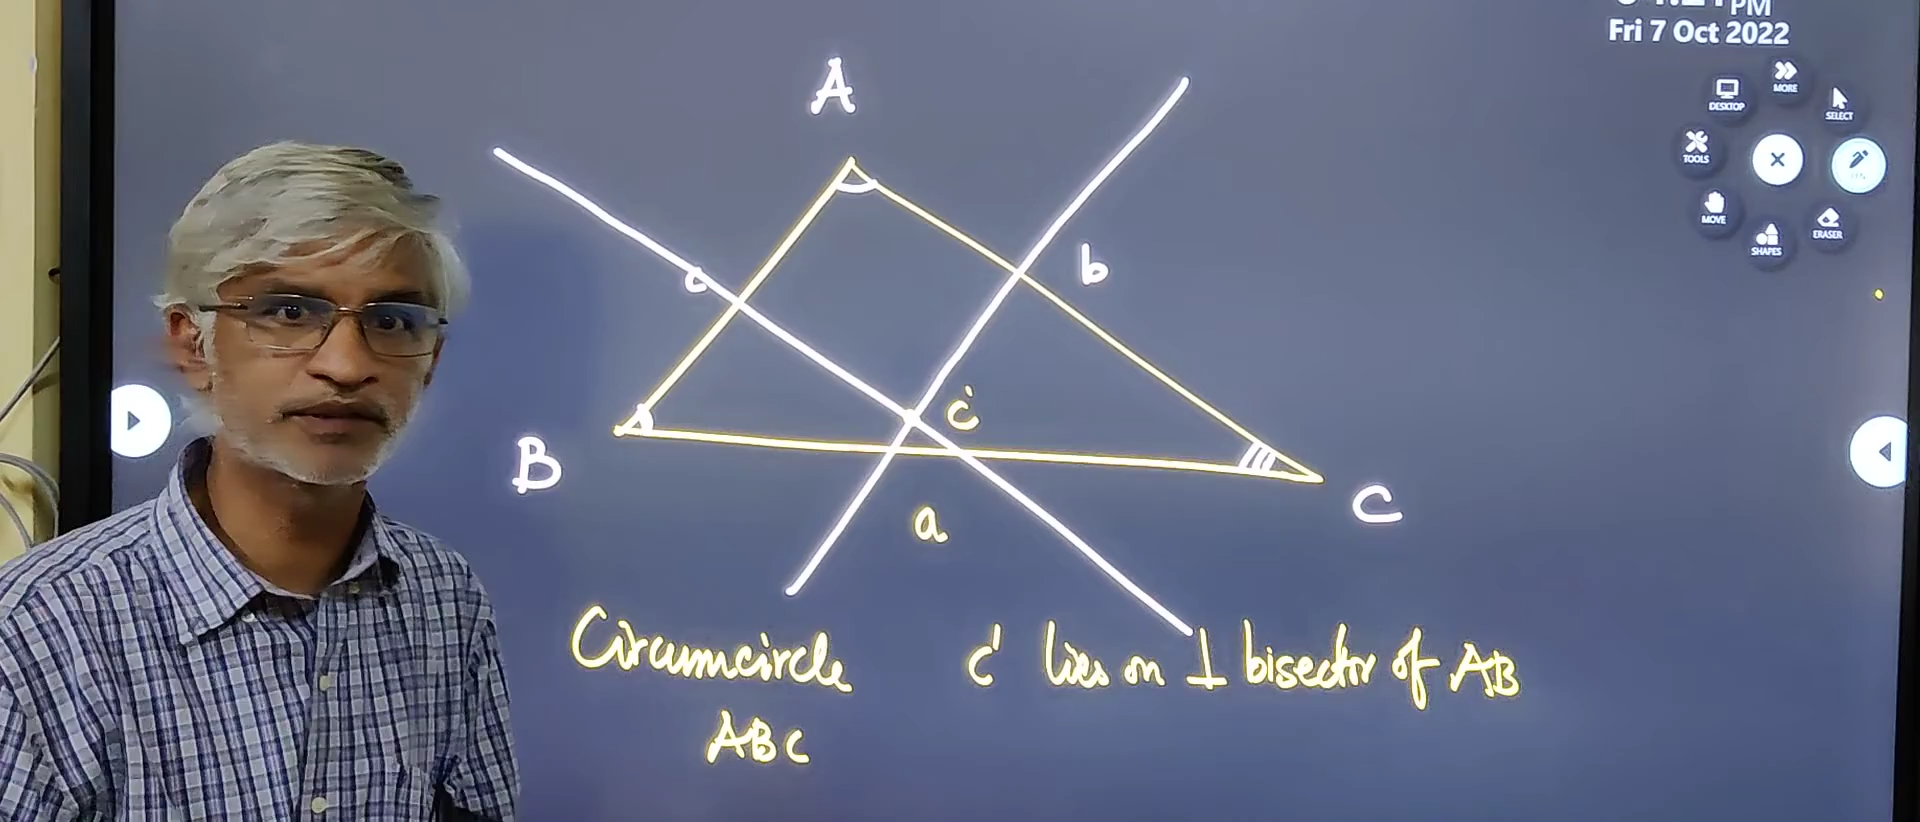 PM
Fri 7 Oct 2022
MORE
DESKTOP
SELECT
TOOLS
MOVE
ERASER
SHAPES
A
c
b
B
c'
C
a
Circumcircle
ABC
c' lies on ⊥ bisector of AB